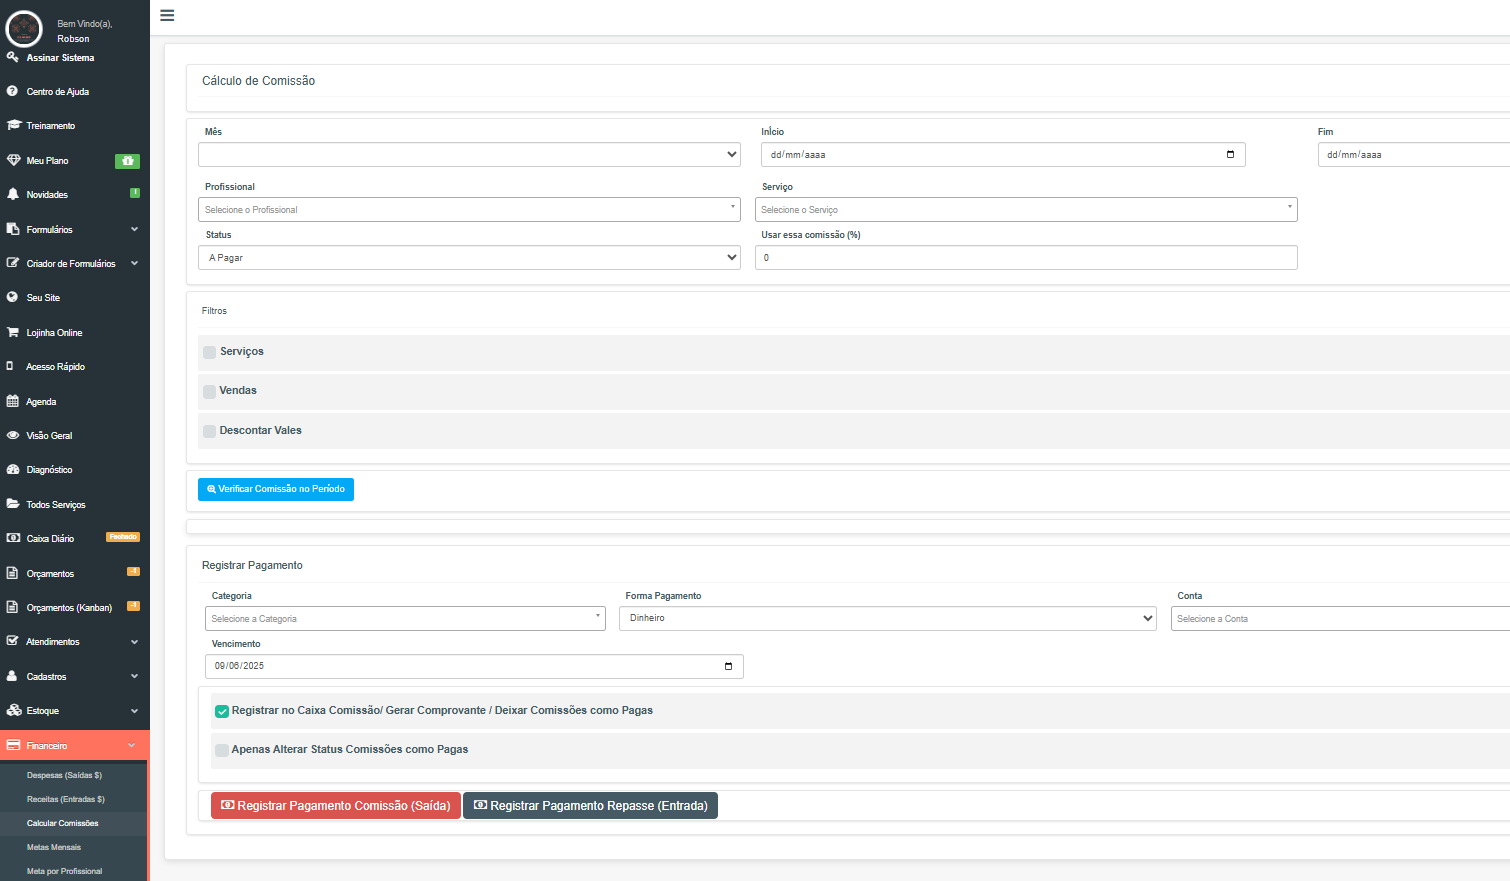 Bem Vindo(a),
Robson
Assinar Sistema
Centro de Ajuda
Treinamento
Meu Plano
Novidades
!
Formulários
Criador de Formulários
Seu Site
Lojinha Online
Acesso Rápido
Agenda
Visão Geral
Diagnóstico
Todos Serviços
Caixa Diário
Fechado
Orçamentos
Orçamentos (Kanban)
Atendimentos
Cadastros
Estoque
Financeiro
Despesas (Saídas $)
Receitas (Entradas $)
Calcular Comissões
Metas Mensais
Meta por Profissional
Cálculo de Comissão
Mês
Início
Fim
dd/mm/aaaa
dd/mm/aaaa
Profissional
Serviço
Selecione o Profissional
Selecione o Serviço
Status
Usar essa comissão (%)
A Pagar
0
Filtros
Serviços
Vendas
Descontar Vales
Verificar Comissão no Período
Registrar Pagamento
Categoria
Forma Pagamento
Conta
Selecione a Categoria
Dinheiro
Selecione a Conta
Vencimento
09/06/2025
Registrar no Caixa Comissão/ Gerar Comprovante / Deixar Comissões como Pagas
Apenas Alterar Status Comissões como Pagas
Registrar Pagamento Comissão (Saída)
Registrar Pagamento Repasse (Entrada)